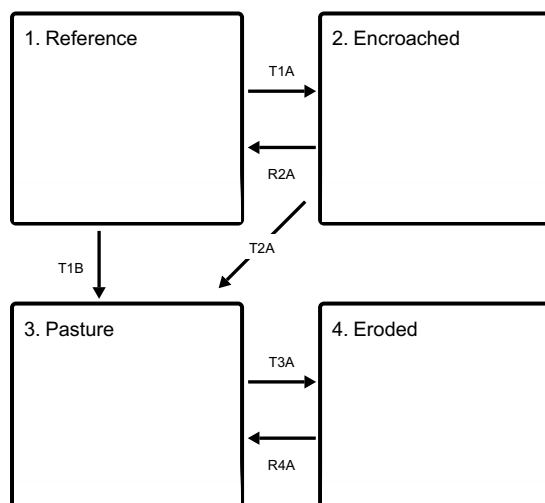 1. Reference
2. Encroached
T1A
R2A
T1B
T2A
3. Pasture
4. Eroded
T3A
R4A